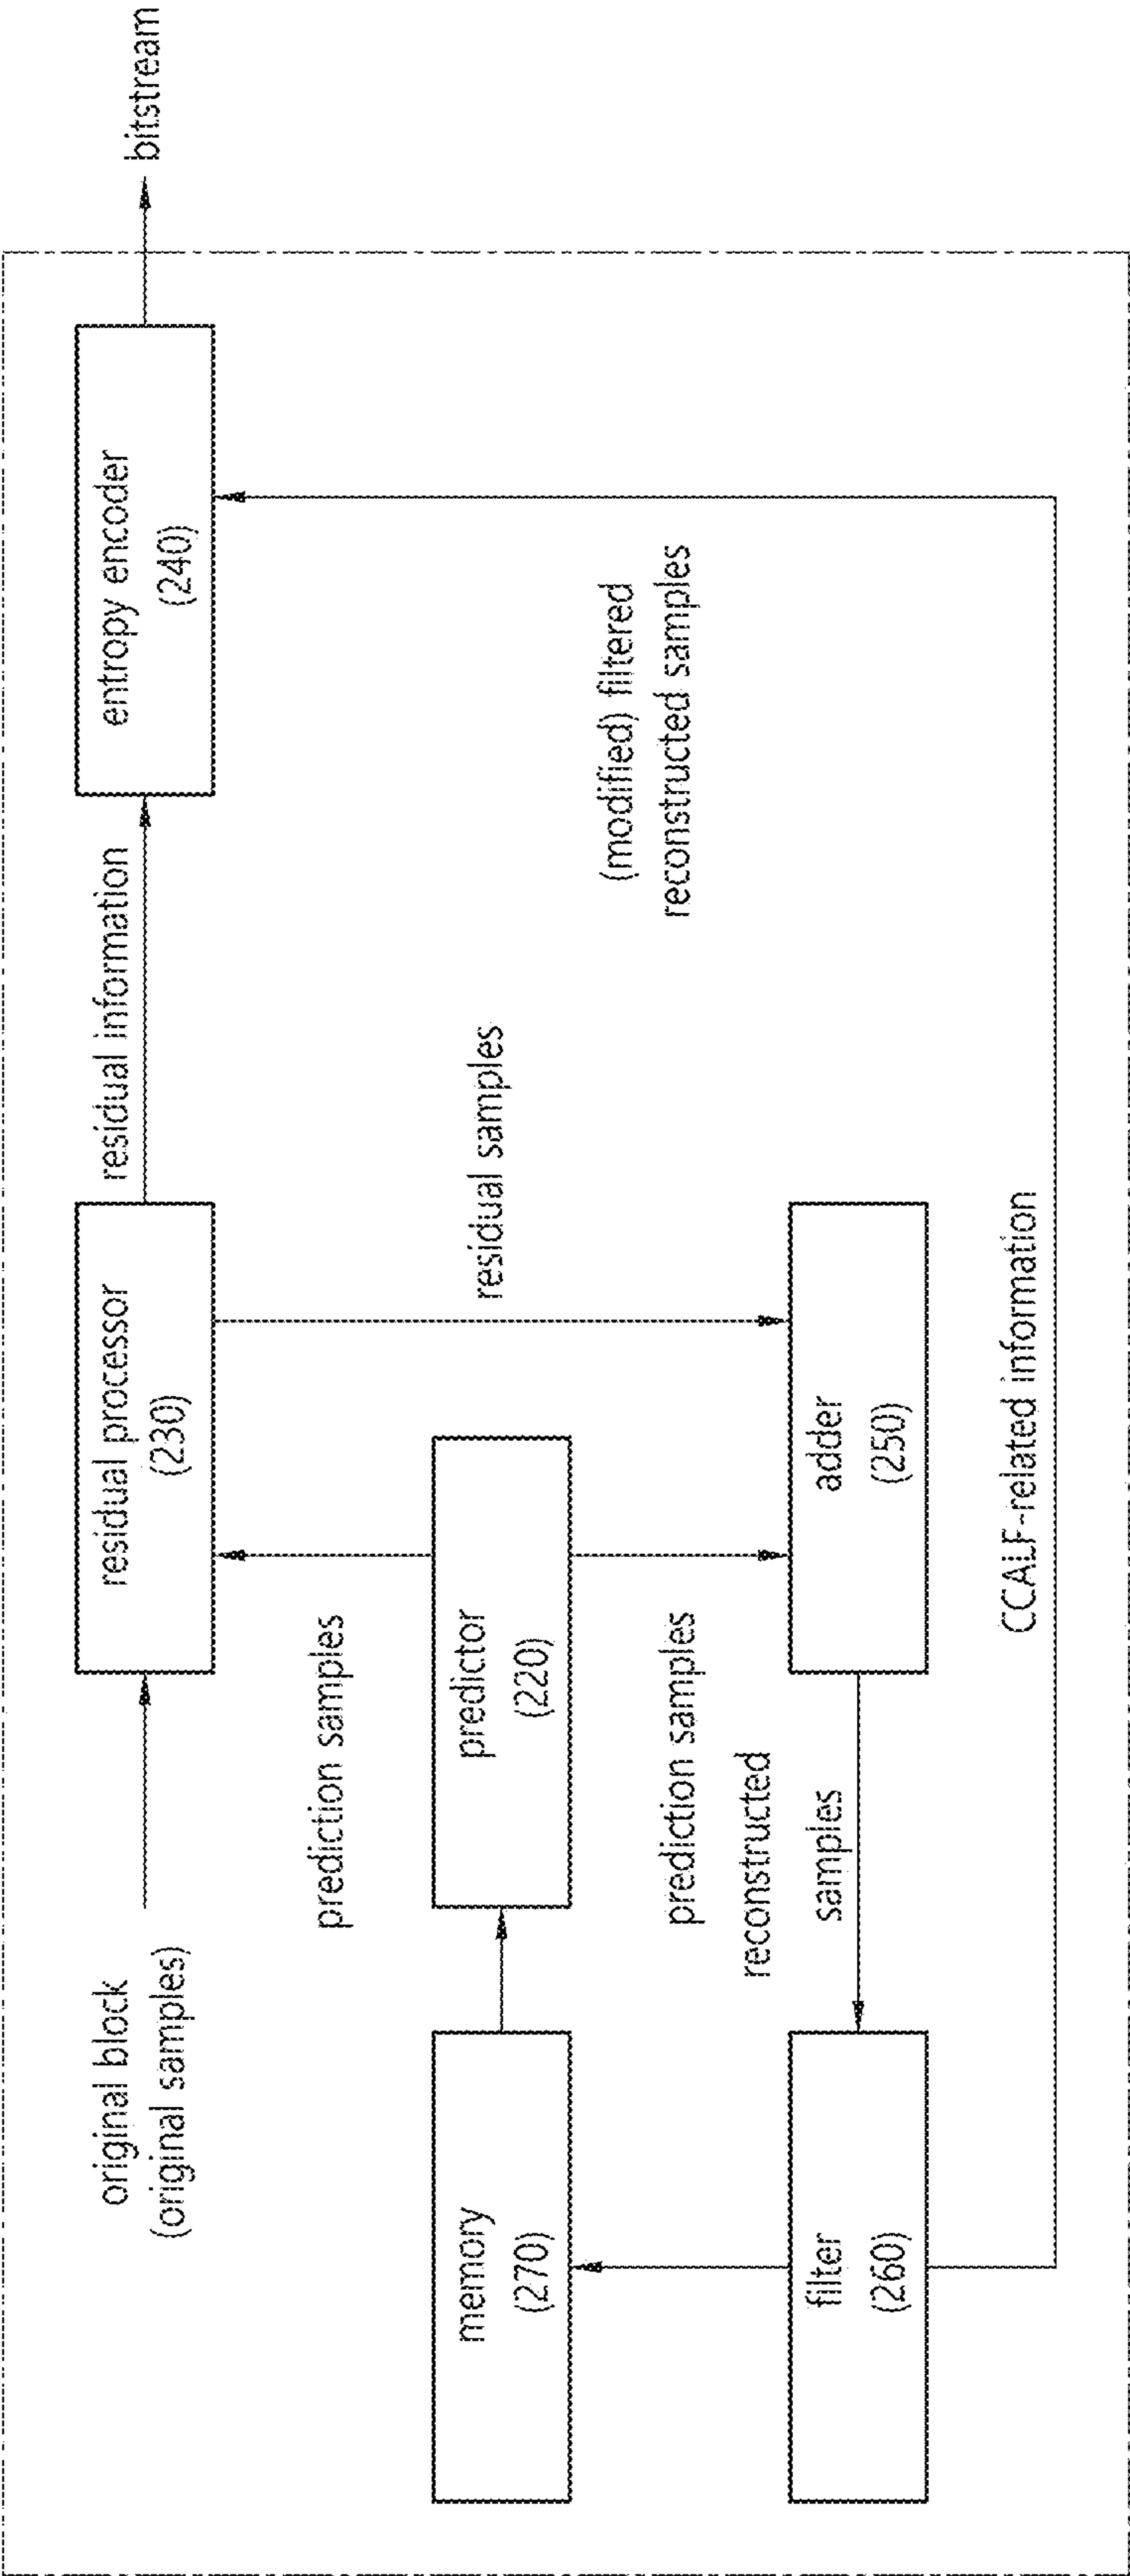 original block
(original samples)
residual processor
(230)
residual information
entropy encoder
(240)
bitstream
prediction samples
memory
(270)
predictor
(220)
residual samples
(modified) filtered
reconstructed samples
prediction samples
reconstructed
samples
filter
(260)
adder
(250)
CCALF-related information